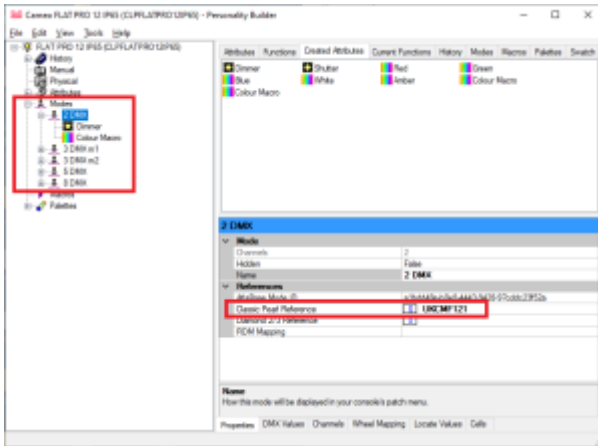 Cameo FLAT PRO 12 IP65 (CLPFLATPRO12IP65) - Personality Builder
File Edit View Tools Help
FLAT PRO 12 IP65 (CLPFLATPRO12IP65)
History
Manual
Physical
Attributes
Modes
2 DMX
Dimmer
Colour Macro
3 DMX m1
3 DMX m2
5 DMX
8 DMX
Macros
Palettes
Attributes Functions Created Attributes Current Functions History Modes Macros Palettes Swatch
Dimmer Shutter Red Green
Blue White Amber Colour Macro
Colour Macro
2 DMX
Mode
Channels 2
Hidden False
Name 2 DMX
References
Attribase Mode ID
Classic Pearl Reference UKCMF121
Diamond 2/3 Reference
RDM Mapping
Name
How this mode will be displayed in your console's patch menu.
Properties DMX Values Channels Wheel Mapping Locate Values Cells